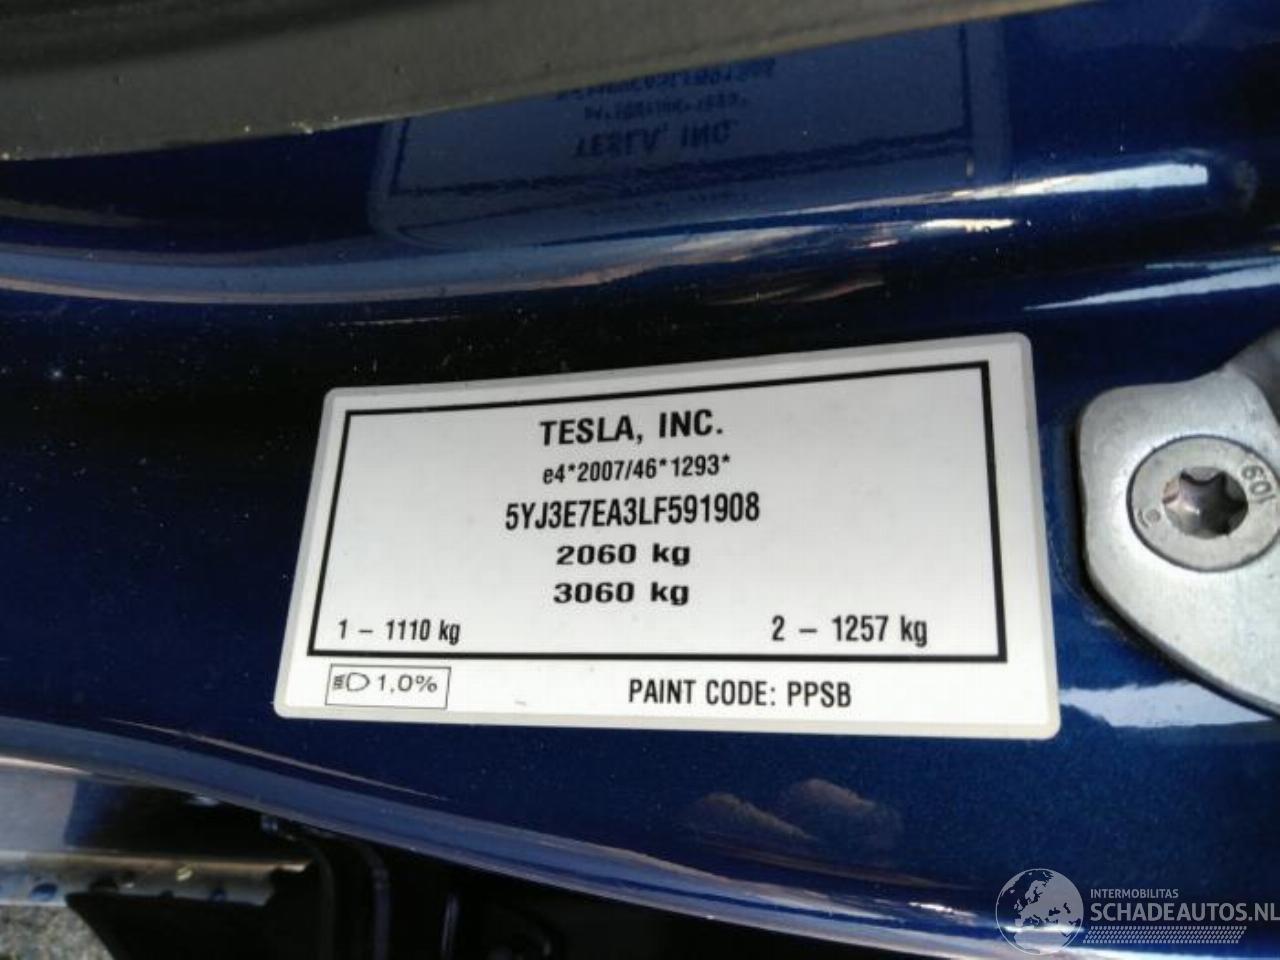 TESLA, INC.
e4*2007/46*1293*
5YJ3E7EA3LF591908
2060 kg
3060 kg
1 – 1110 kg
2 – 1257 kg
1,0%
PAINT CODE: PPSB
109
INTERMOBILITAS
SCHADEAUTOS.NL